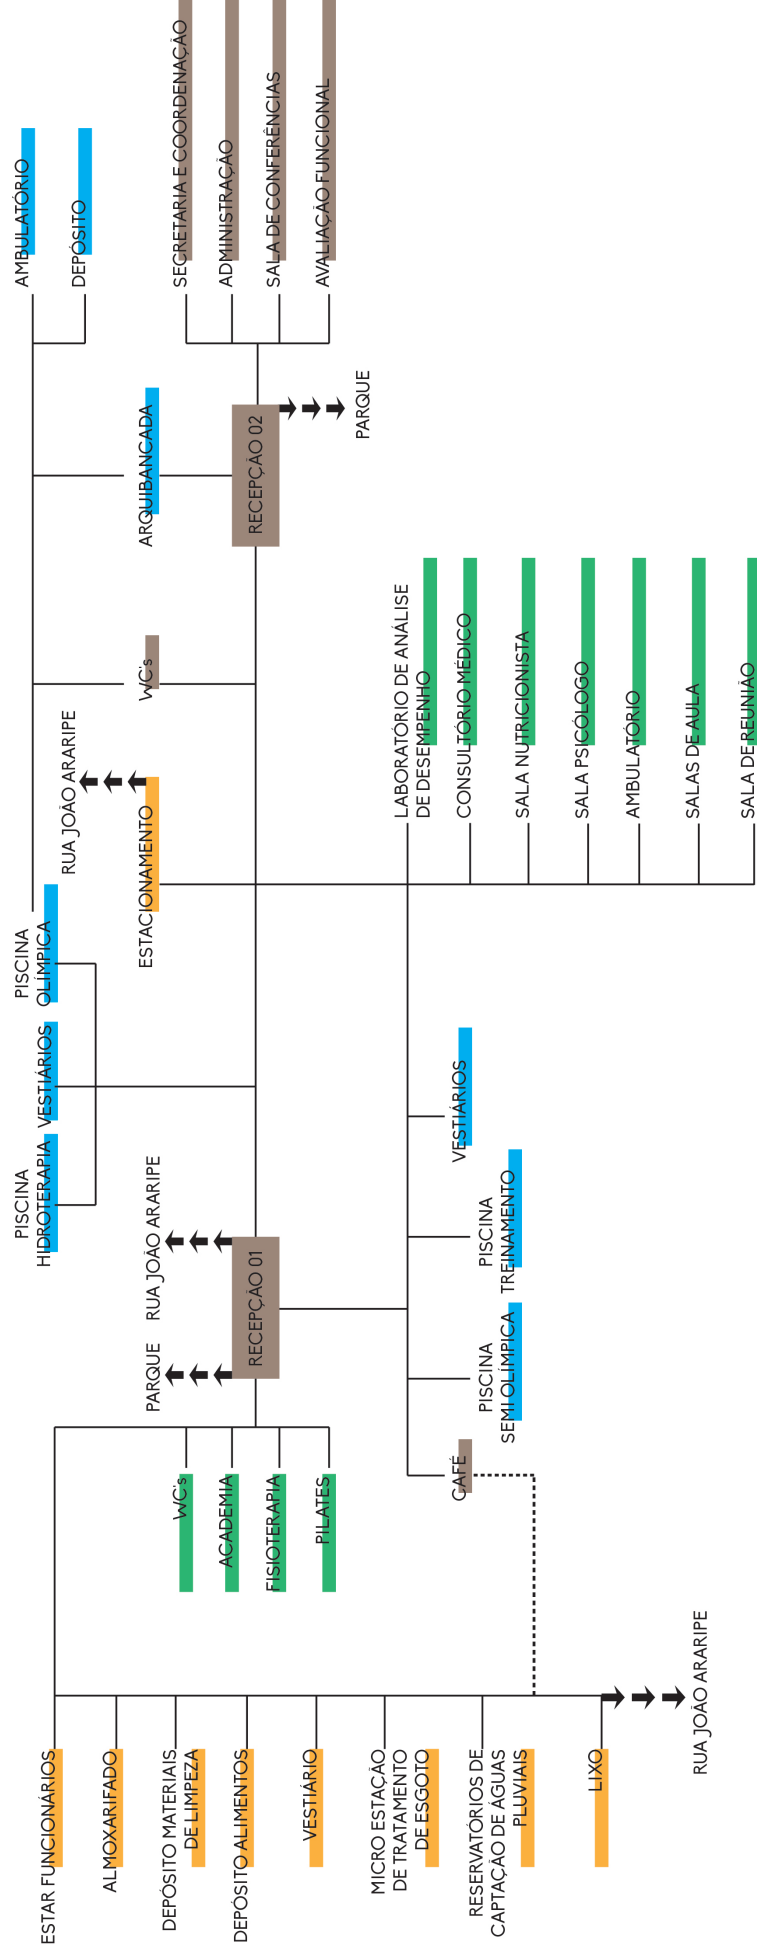 AMBULATÓRIO
DEPÓSITO
SECRETARIA E COORDENAÇÃO
ADMINISTRAÇÃO
SALA DE CONFERÊNCIAS
AVALIAÇÃO FUNCIONAL
ARQUIBANCADA
RECEPÇÃO 02
PARQUE
WC's
RUA JOÃO ARARIPE
ESTACIONAMENTO
LABORATÓRIO DE ANÁLISE
DE DESEMPENHO
CONSULTÓRIO MÉDICO
SALA NUTRICIONISTA
SALA PSICÓLOGO
AMBULATÓRIO
SALAS DE AULA
SALA DE REUNIÃO
PISCINA
OLÍMPICA
VESTIÁRIOS
PISCINA
HIDROTERAPIA
RUA JOÃO ARARIPE
PARQUE
RECEPÇÃO 01
VESTIÁRIOS
PISCINA
TREINAMENTO
PISCINA
SEMI OLÍMPICA
CAFÉ
WC's
ACADEMIA
FISIOTERAPIA
PILATES
ESTAR FUNCIONÁRIOS
ALMOXARIFADO
DEPÓSITO MATERIAIS
DE LIMPEZA
DEPÓSITO ALIMENTOS
VESTIÁRIO
MICRO ESTAÇÃO
DE TRATAMENTO
DE ESGOTO
RESERVATÓRIOS DE
CAPTAÇÃO DE ÁGUAS
PLUVIAIS
LIXO
RUA JOÃO ARARIPE